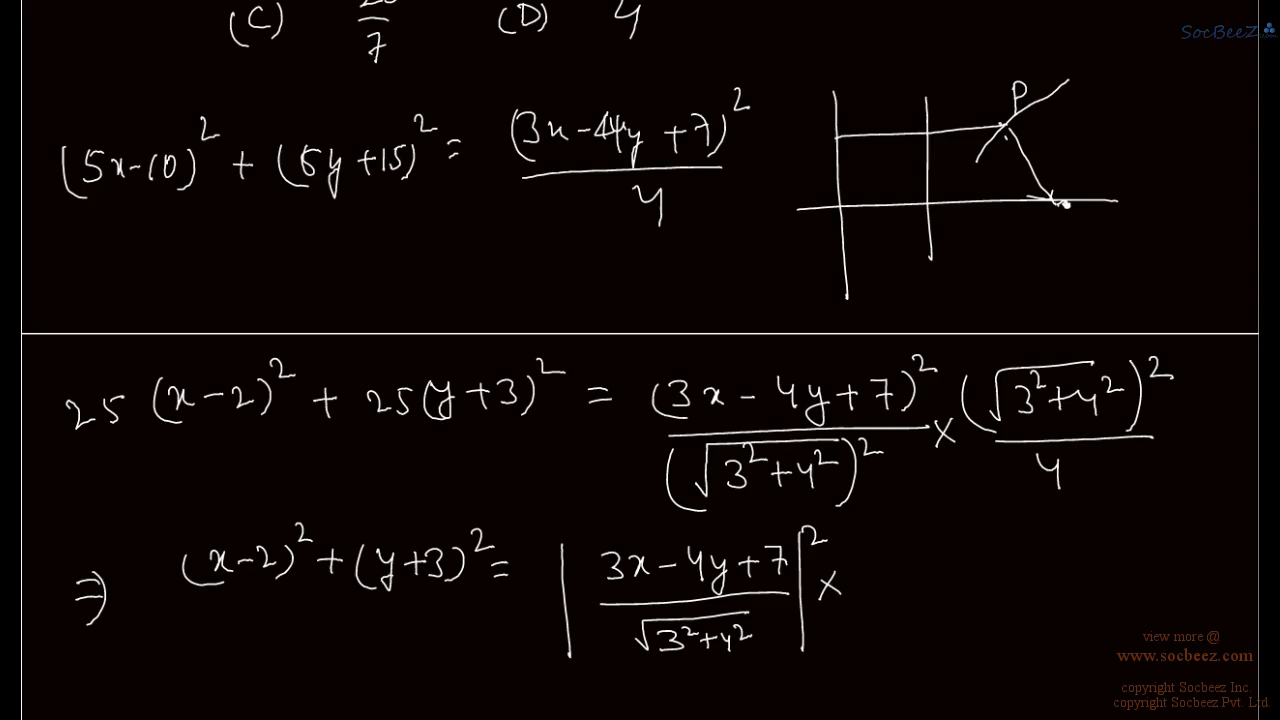 (C) 7 (D) 4
SocBeeZ
(5x-10)² + (5y+15)² = (3x-4y+7)² / 4
P
25 (x-2)² + 25(y+3)² = (3x-4y+7)² / (√3²+4²)² × (√3²+4²)² / 4
⇒ (x-2)² + (y+3)² = |3x-4y+7 / √3²+4²|² ×
view more @
www.socbeez.com
copyright Socbeez Inc.
copyright Socbeez Pvt. Ltd.